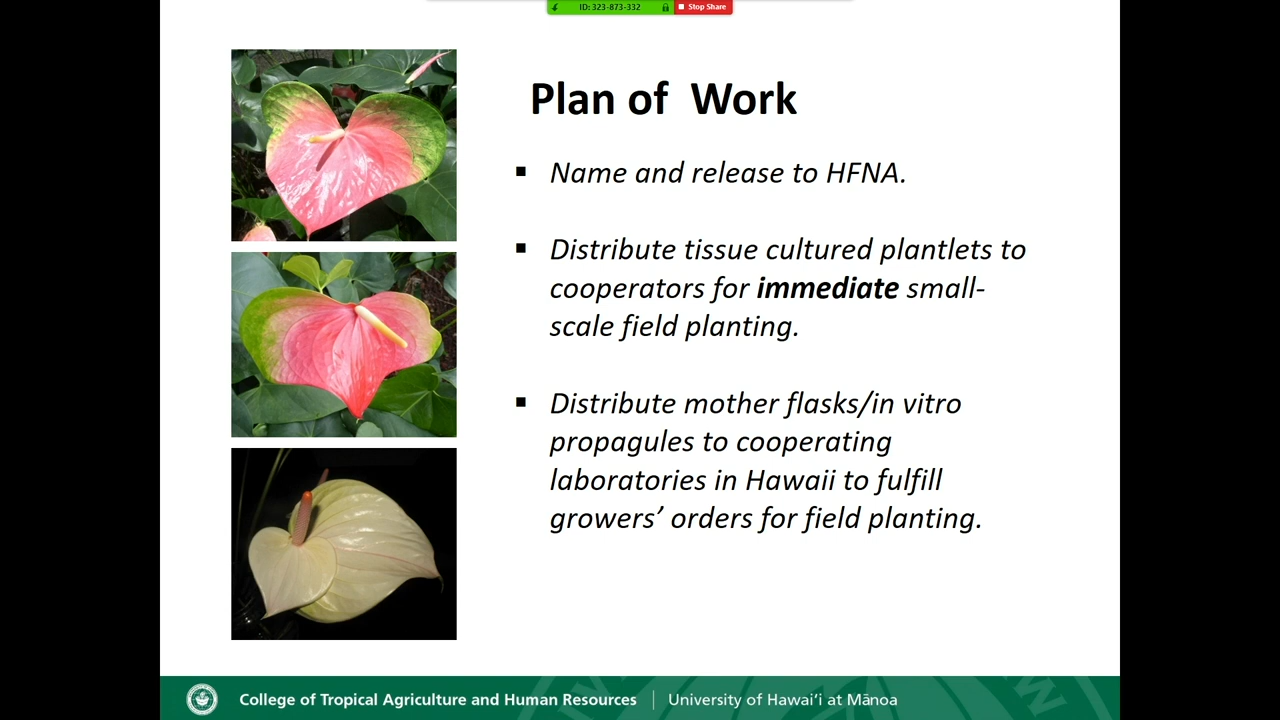 ID: 323-873-332
Stop Share
Plan of  Work
▪ Name and release to HFNA.
▪ Distribute tissue cultured plantlets to
cooperators for immediate small-
scale field planting.
▪ Distribute mother flasks/in vitro
propagules to cooperating
laboratories in Hawaii to fulfill
growers’ orders for field planting.
College of Tropical Agriculture and Human Resources | University of Hawai‘i at Mānoa